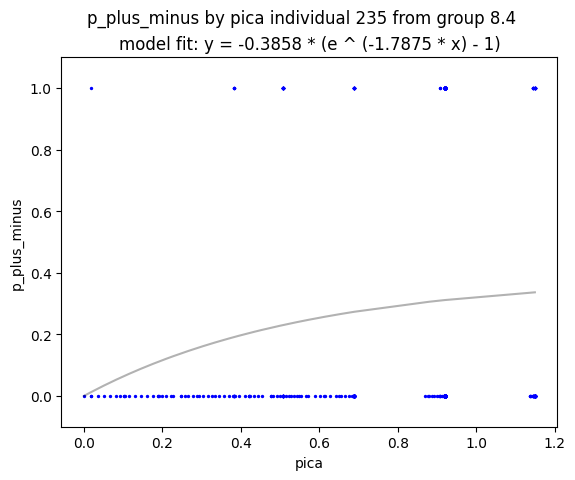 p_plus_minus by pica individual 235 from group 8.4
model fit: y = -0.3858 * (e ^ (-1.7875 * x) - 1)
1.0
0.8
0.6
0.4
0.2
0.0
p_plus_minus
0.0 0.2 0.4 0.6 0.8 1.0 1.2
pica